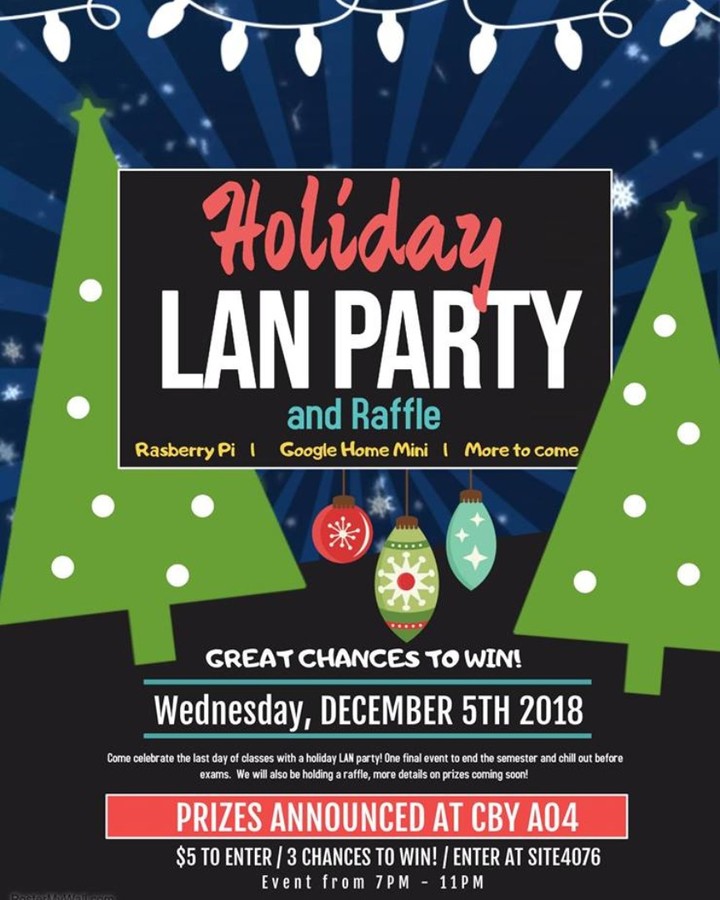 Holiday
LAN PARTY
and Raffle
Rasberry Pi | Google Home Mini | More to come
GREAT CHANCES TO WIN!
Wednesday, DECEMBER 5TH 2018
Come celebrate the last day of classes with a holiday LAN party! One final event to end the semester and chill out before
exams. We will also be holding a raffle, more details on prizes coming soon!
PRIZES ANNOUNCED AT CBY A04
$5 TO ENTER / 3 CHANCES TO WIN! / ENTER AT SITE4076
Event from 7PM - 11PM
PosterMyWall.com